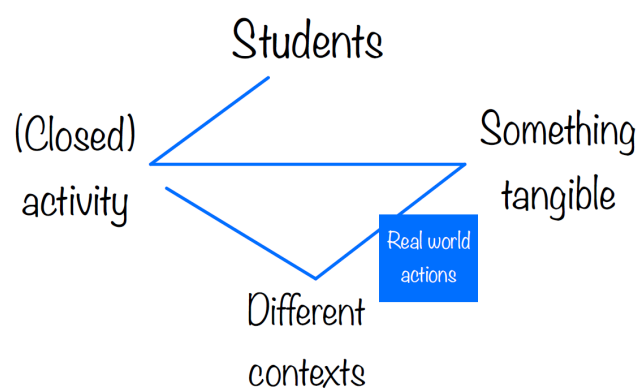 Students
(Closed)
activity
Something
tangible
Real world
actions
Different
contexts